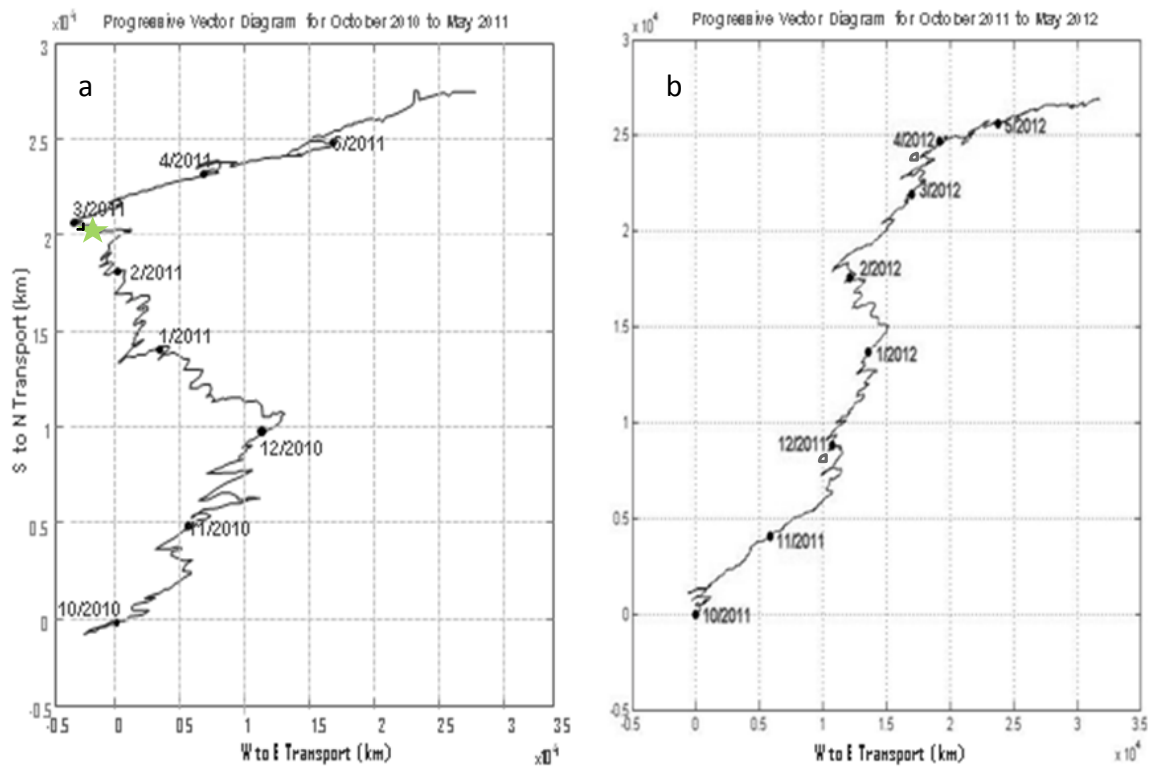 Progressive Vector Diagram for October 2010 to May 2011
x10⁴
a
3
2.5
2
1.5
1
0.5
0
-0.5
S to N Transport (km)
3/2011
4/2011
5/2011
2/2011
1/2011
12/2010
11/2010
10/2010
-0.5 0 0.5 1 1.5 2 2.5 3 3.5
W to E Transport (km)
x10⁴
Progressive Vector Diagram for October 2011 to May 2012
x10⁴
b
3
2.5
2
1.5
1
0.5
0
-0.5
4/2012
5/2012
3/2012
2/2012
1/2012
12/2011
11/2011
10/2011
-0.5 0 0.5 1 1.5 2 2.5 3 3.5
W to E Transport (km)
x10⁴